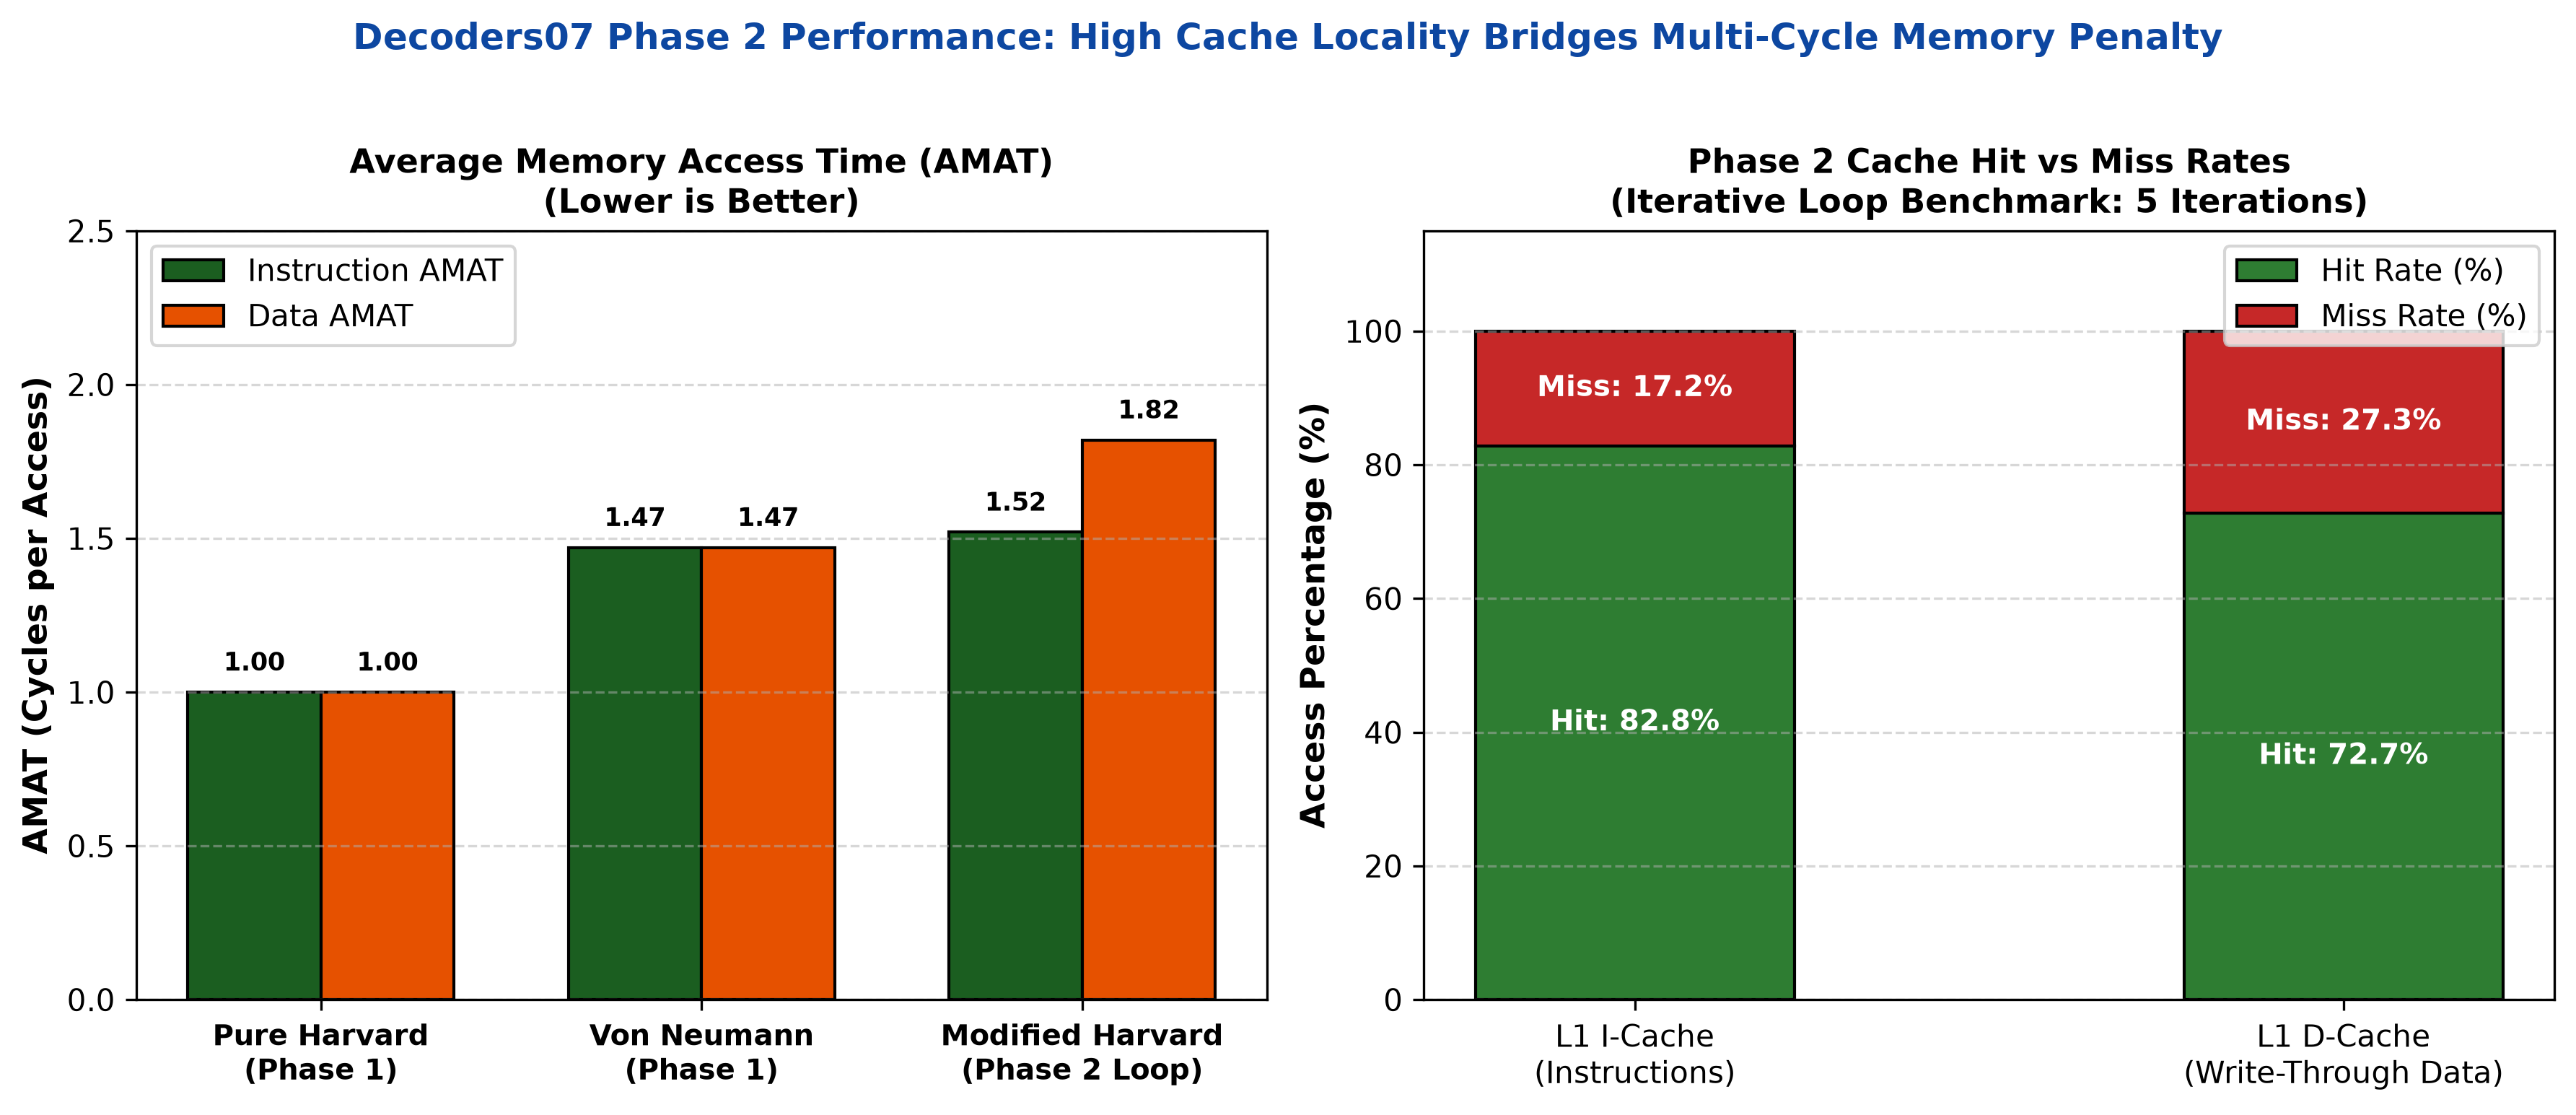 Decoders07 Phase 2 Performance: High Cache Locality Bridges Multi-Cycle Memory Penalty
Average Memory Access Time (AMAT)
(Lower is Better)
AMAT (Cycles per Access)
2.5
2.0
1.5
1.0
0.5
0.0
Instruction AMAT
Data AMAT
1.00
1.00
1.47
1.47
1.52
1.82
Pure Harvard
(Phase 1)
Von Neumann
(Phase 1)
Modified Harvard
(Phase 2 Loop)
Phase 2 Cache Hit vs Miss Rates
(Iterative Loop Benchmark: 5 Iterations)
Access Percentage (%)
100
80
60
40
20
0
Hit Rate (%)
Miss Rate (%)
Miss: 17.2%
Hit: 82.8%
Miss: 27.3%
Hit: 72.7%
L1 I-Cache
(Instructions)
L1 D-Cache
(Write-Through Data)